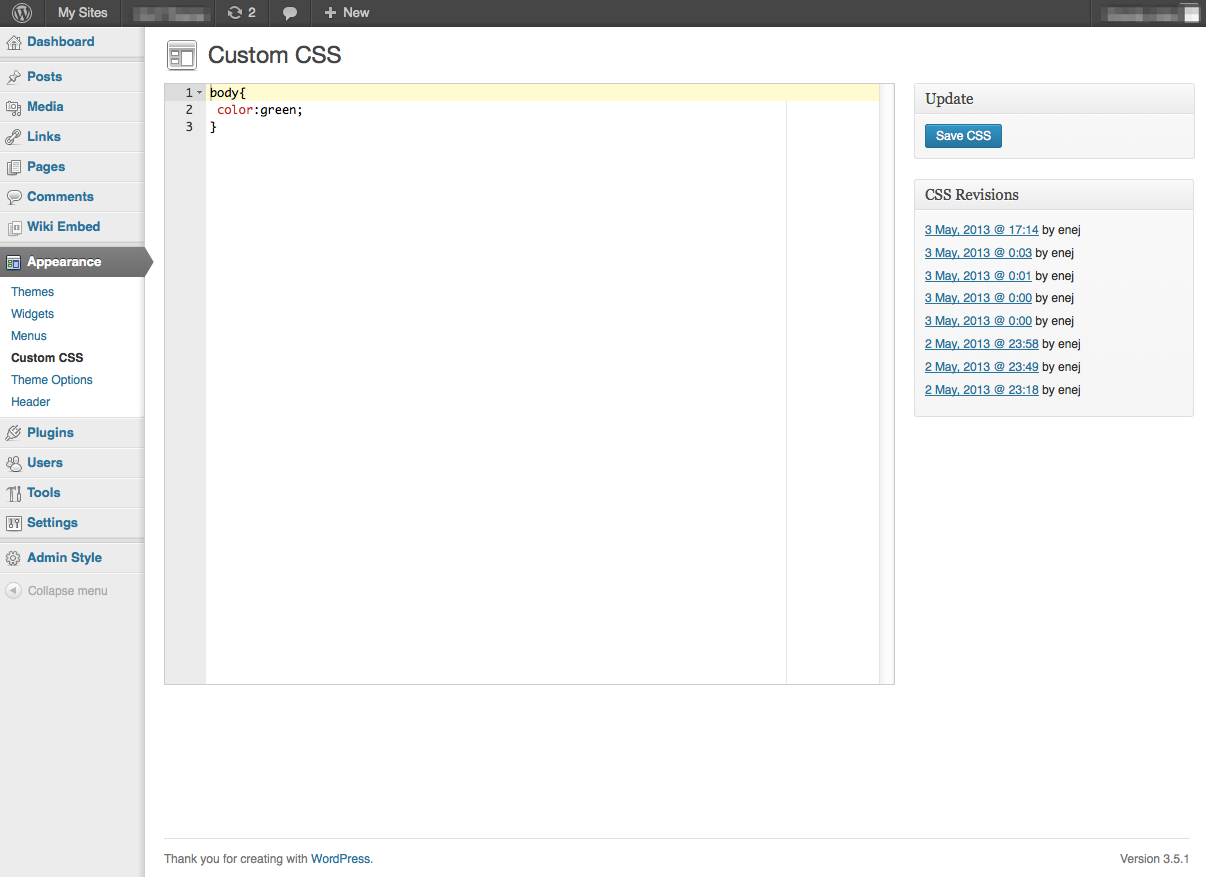 My Sites
2
New
Dashboard
Posts
Media
Links
Pages
Comments
Wiki Embed
Appearance
Themes
Widgets
Menus
Custom CSS
Theme Options
Header
Plugins
Users
Tools
Settings
Admin Style
Collapse menu
Custom CSS
1 body{
2 color:green;
3 }
Update
Save CSS
CSS Revisions
3 May, 2013 @ 17:14 by enej
3 May, 2013 @ 0:03 by enej
3 May, 2013 @ 0:01 by enej
3 May, 2013 @ 0:00 by enej
3 May, 2013 @ 0:00 by enej
2 May, 2013 @ 23:58 by enej
2 May, 2013 @ 23:49 by enej
2 May, 2013 @ 23:18 by enej
Thank you for creating with WordPress.
Version 3.5.1